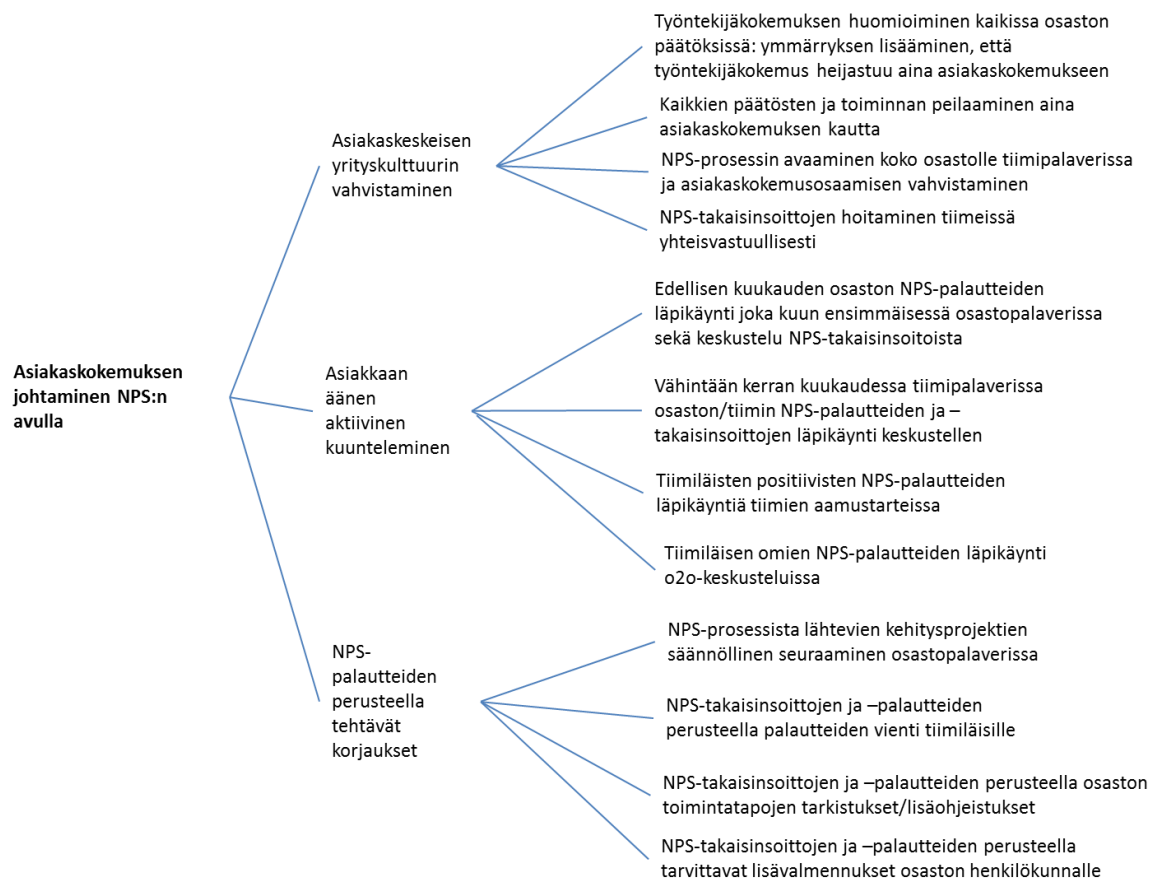 Asiakaskokemuksen
johtaminen NPS:n
avulla
Asiakaskeskeisen
yrityskulttuurin
vahvistaminen
Työntekijäkokemuksen huomioiminen kaikissa osaston
päätöksissä: ymmärryksen lisääminen, että
työntekijäkokemus heijastuu aina asiakaskokemukseen
Kaikkien päätösten ja toiminnan peilaaminen aina
asiakaskokemuksen kautta
NPS-prosessin avaaminen koko osastolle tiimipalaverissa
ja asiakaskokemusosaamisen vahvistaminen
NPS-takaisinsoittojen hoitaminen tiimeissä
yhteisvastuullisesti
Asiakkaan
äänen
aktiivinen
kuunteleminen
Edellisen kuukauden osaston NPS-palautteiden
läpikäynti joka kuun ensimmäisessä osastopalaverissa
sekä keskustelu NPS-takaisinsoitoista
Vähintään kerran kuukaudessa tiimipalaverissa
osaston/tiimin NPS-palautteiden ja –
takaisinsoittojen läpikäynti keskustellen
Tiimiläisten positiivisten NPS-palautteiden
läpikäyntiä tiimien aamustarteissa
Tiimiläisen omien NPS-palautteiden läpikäynti
o2o-keskusteluissa
NPS-
palautteiden
perusteella
tehtävät
korjaukset
NPS-prosessista lähtevien kehitysprojektien
säännöllinen seuraaminen osastopalaverissa
NPS-takaisinsoittojen ja –palautteiden
perusteella palautteiden vienti tiimiläisille
NPS-takaisinsoittojen ja –palautteiden perusteella osaston
toimintatapojen tarkistukset/lisäohjeistukset
NPS-takaisinsoittojen ja –palautteiden perusteella
tarvittavat lisävalmennukset osaston henkilökunnalle